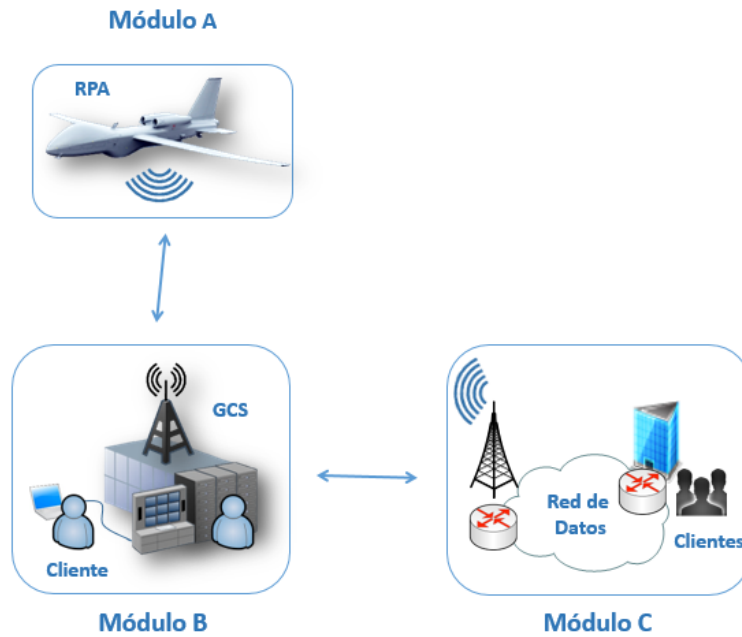 Módulo A
RPA
GCS
Cliente
Módulo B
Red de
Datos
Clientes
Módulo C